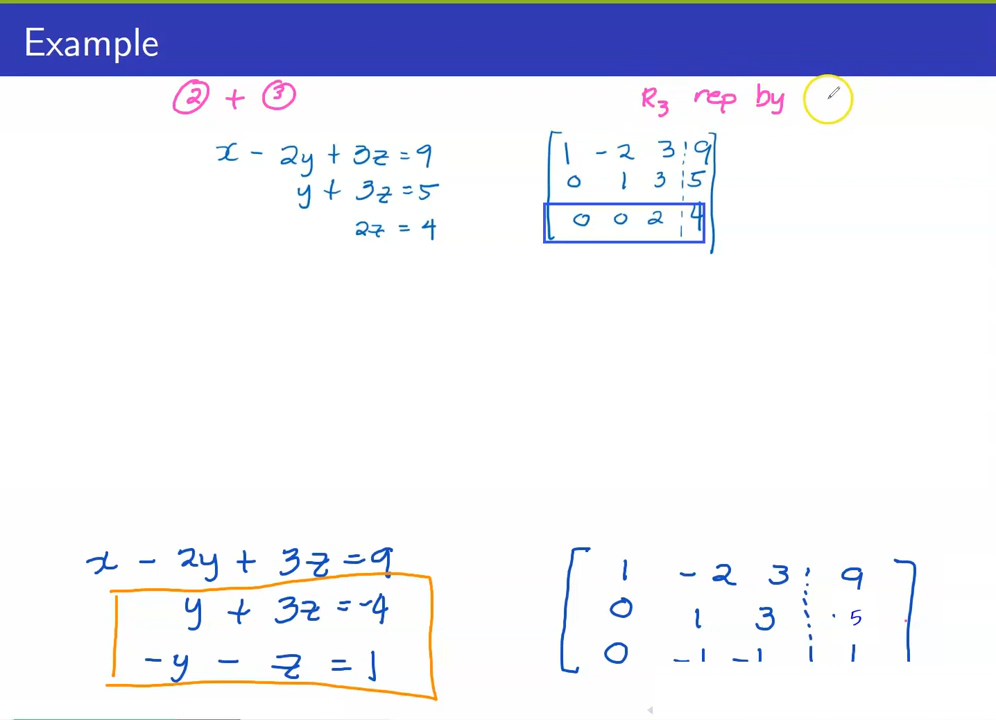 Example
② + ③
R3 rep by
x - 2y + 3z = 9
y + 3z = 5
2z = 4
1 -2 3 9
0 1 3 5
0 0 2 4
x - 2y + 3z = 9
y + 3z = -4
-y - z = 1
1 -2 3 9
0 1 3 5
0 -1 -1 1